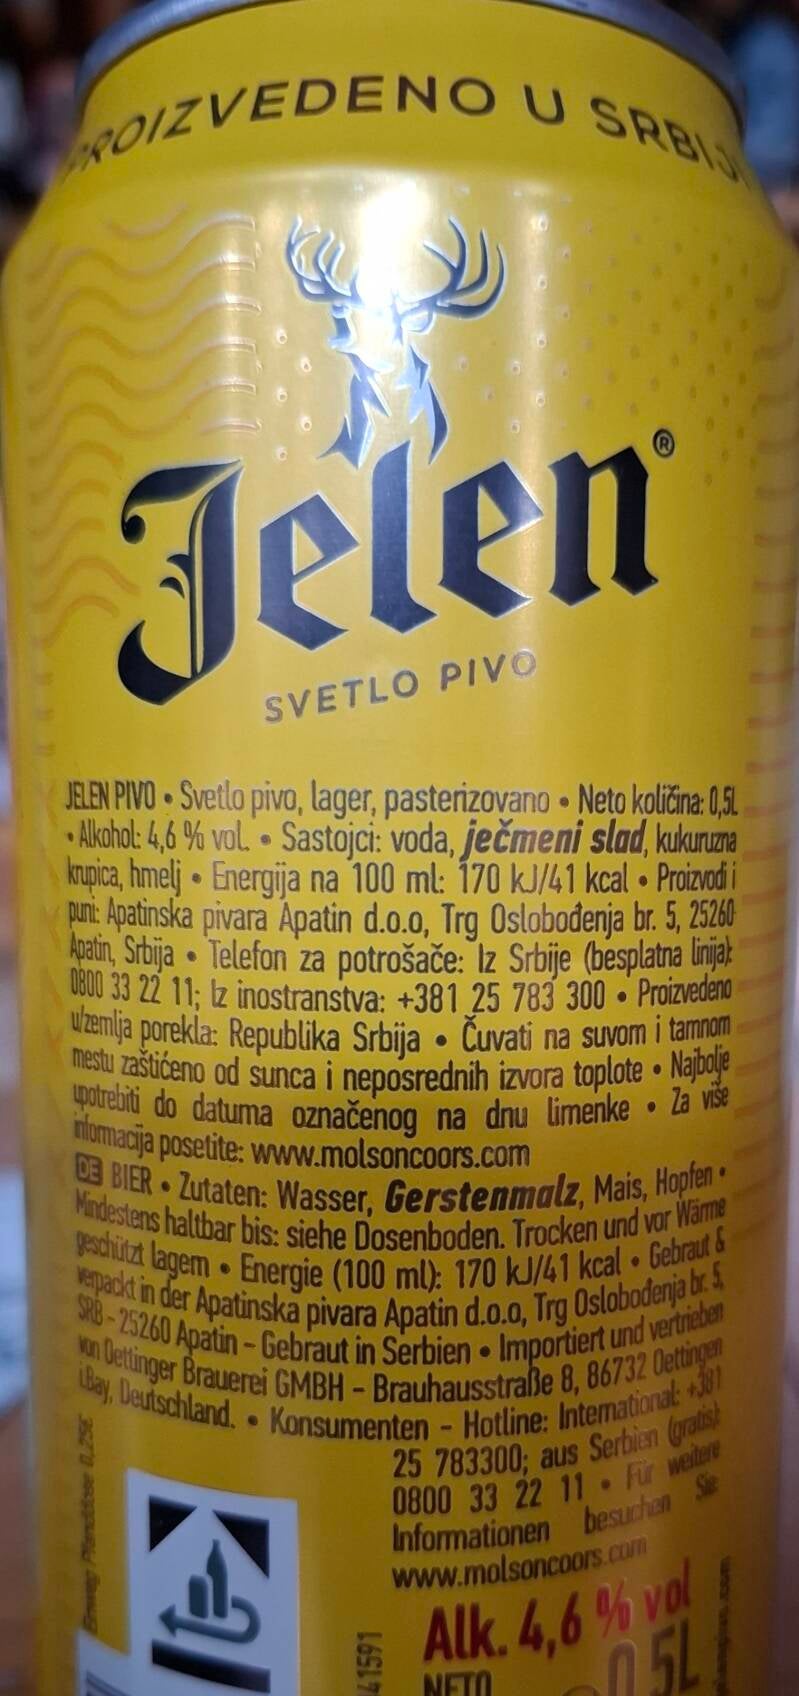 PROIZVEDENO U SRBIJI
Jelen®
SVETLO PIVO
JELEN PIVO • Svetlo pivo, lager, pasterizovano • Neto količina: 0,5L
• Alkohol: 4,6 % vol. • Sastojci: voda, ječmeni slad, kukuruzna
krupica, hmelj • Energija na 100 ml: 170 kJ/41 kcal • Proizvodi i
puni: Apatinska pivara Apatin d.o.o, Trg Oslobođenja br. 5, 25260
Apatin, Srbija • Telefon za potrošače: Iz Srbije (besplatna linija):
0800 33 22 11; Iz inostranstva: +381 25 783 300 • Proizvedeno
u/zemlja porekla: Republika Srbija • Čuvati na suvom i tamnom
mestu zaštićeno od sunca i neposrednih izvora toplote • Najbolje
upotrebiti do datuma označenog na dnu limenke • Za više
informacija posetite: www.molsoncoors.com
DE BIER • Zutaten: Wasser, Gerstenmalz, Mais, Hopfen •
Mindestens haltbar bis: siehe Dosenboden. Trocken und vor Wärme
geschützt lagern • Energie (100 ml): 170 kJ/41 kcal • Gebraut &
verpackt in der Apatinska pivara Apatin d.o.o, Trg Oslobođenja br. 5,
SRB - 25260 Apatin - Gebraut in Serbien • Importiert und vertrieben
von Oettinger Brauerei GMBH - Brauhausstraße 8, 86732 Oettingen
i.Bay, Deutschland. • Konsumenten - Hotline: International: +381
25 783300; aus Serbien (gratis):
0800 33 22 11 • Für weitere
Informationen besuchen Sie
www.molsoncoors.com
Einweg Pfanddose 0,25€
41591
Alk. 4,6 % vol
NETO 0,5L